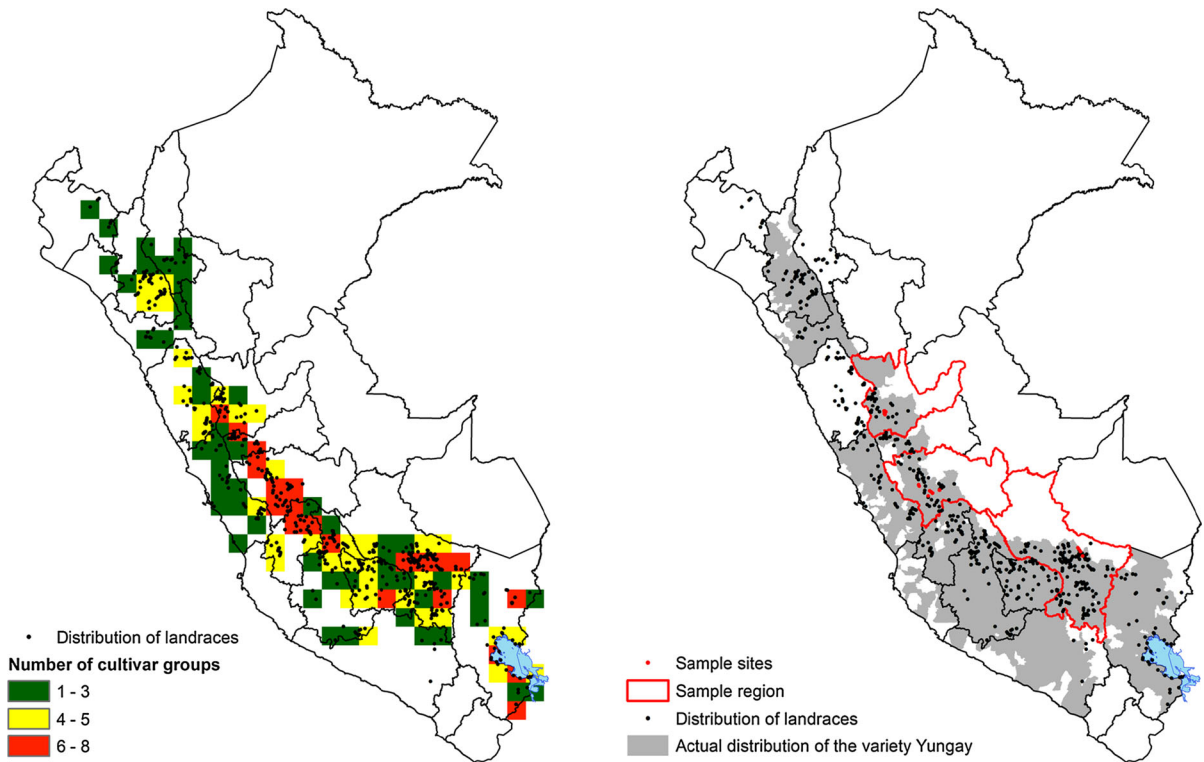 Distribution of landraces
Number of cultivar groups
1 - 3
4 - 5
6 - 8
Sample sites
Sample region
Distribution of landraces
Actual distribution of the variety Yungay